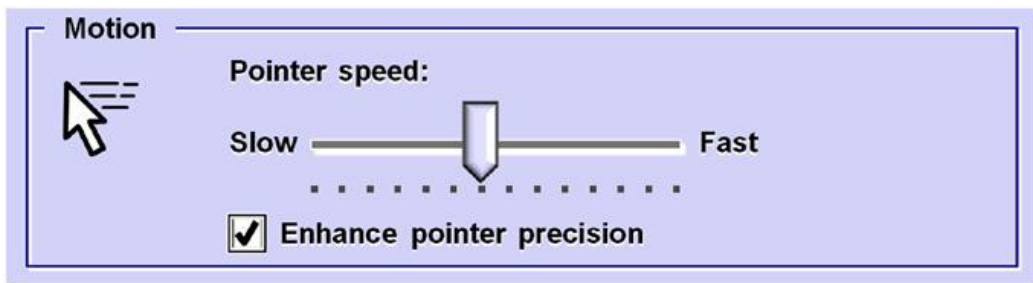 Motion
Pointer speed:
Slow Fast
Enhance pointer precision